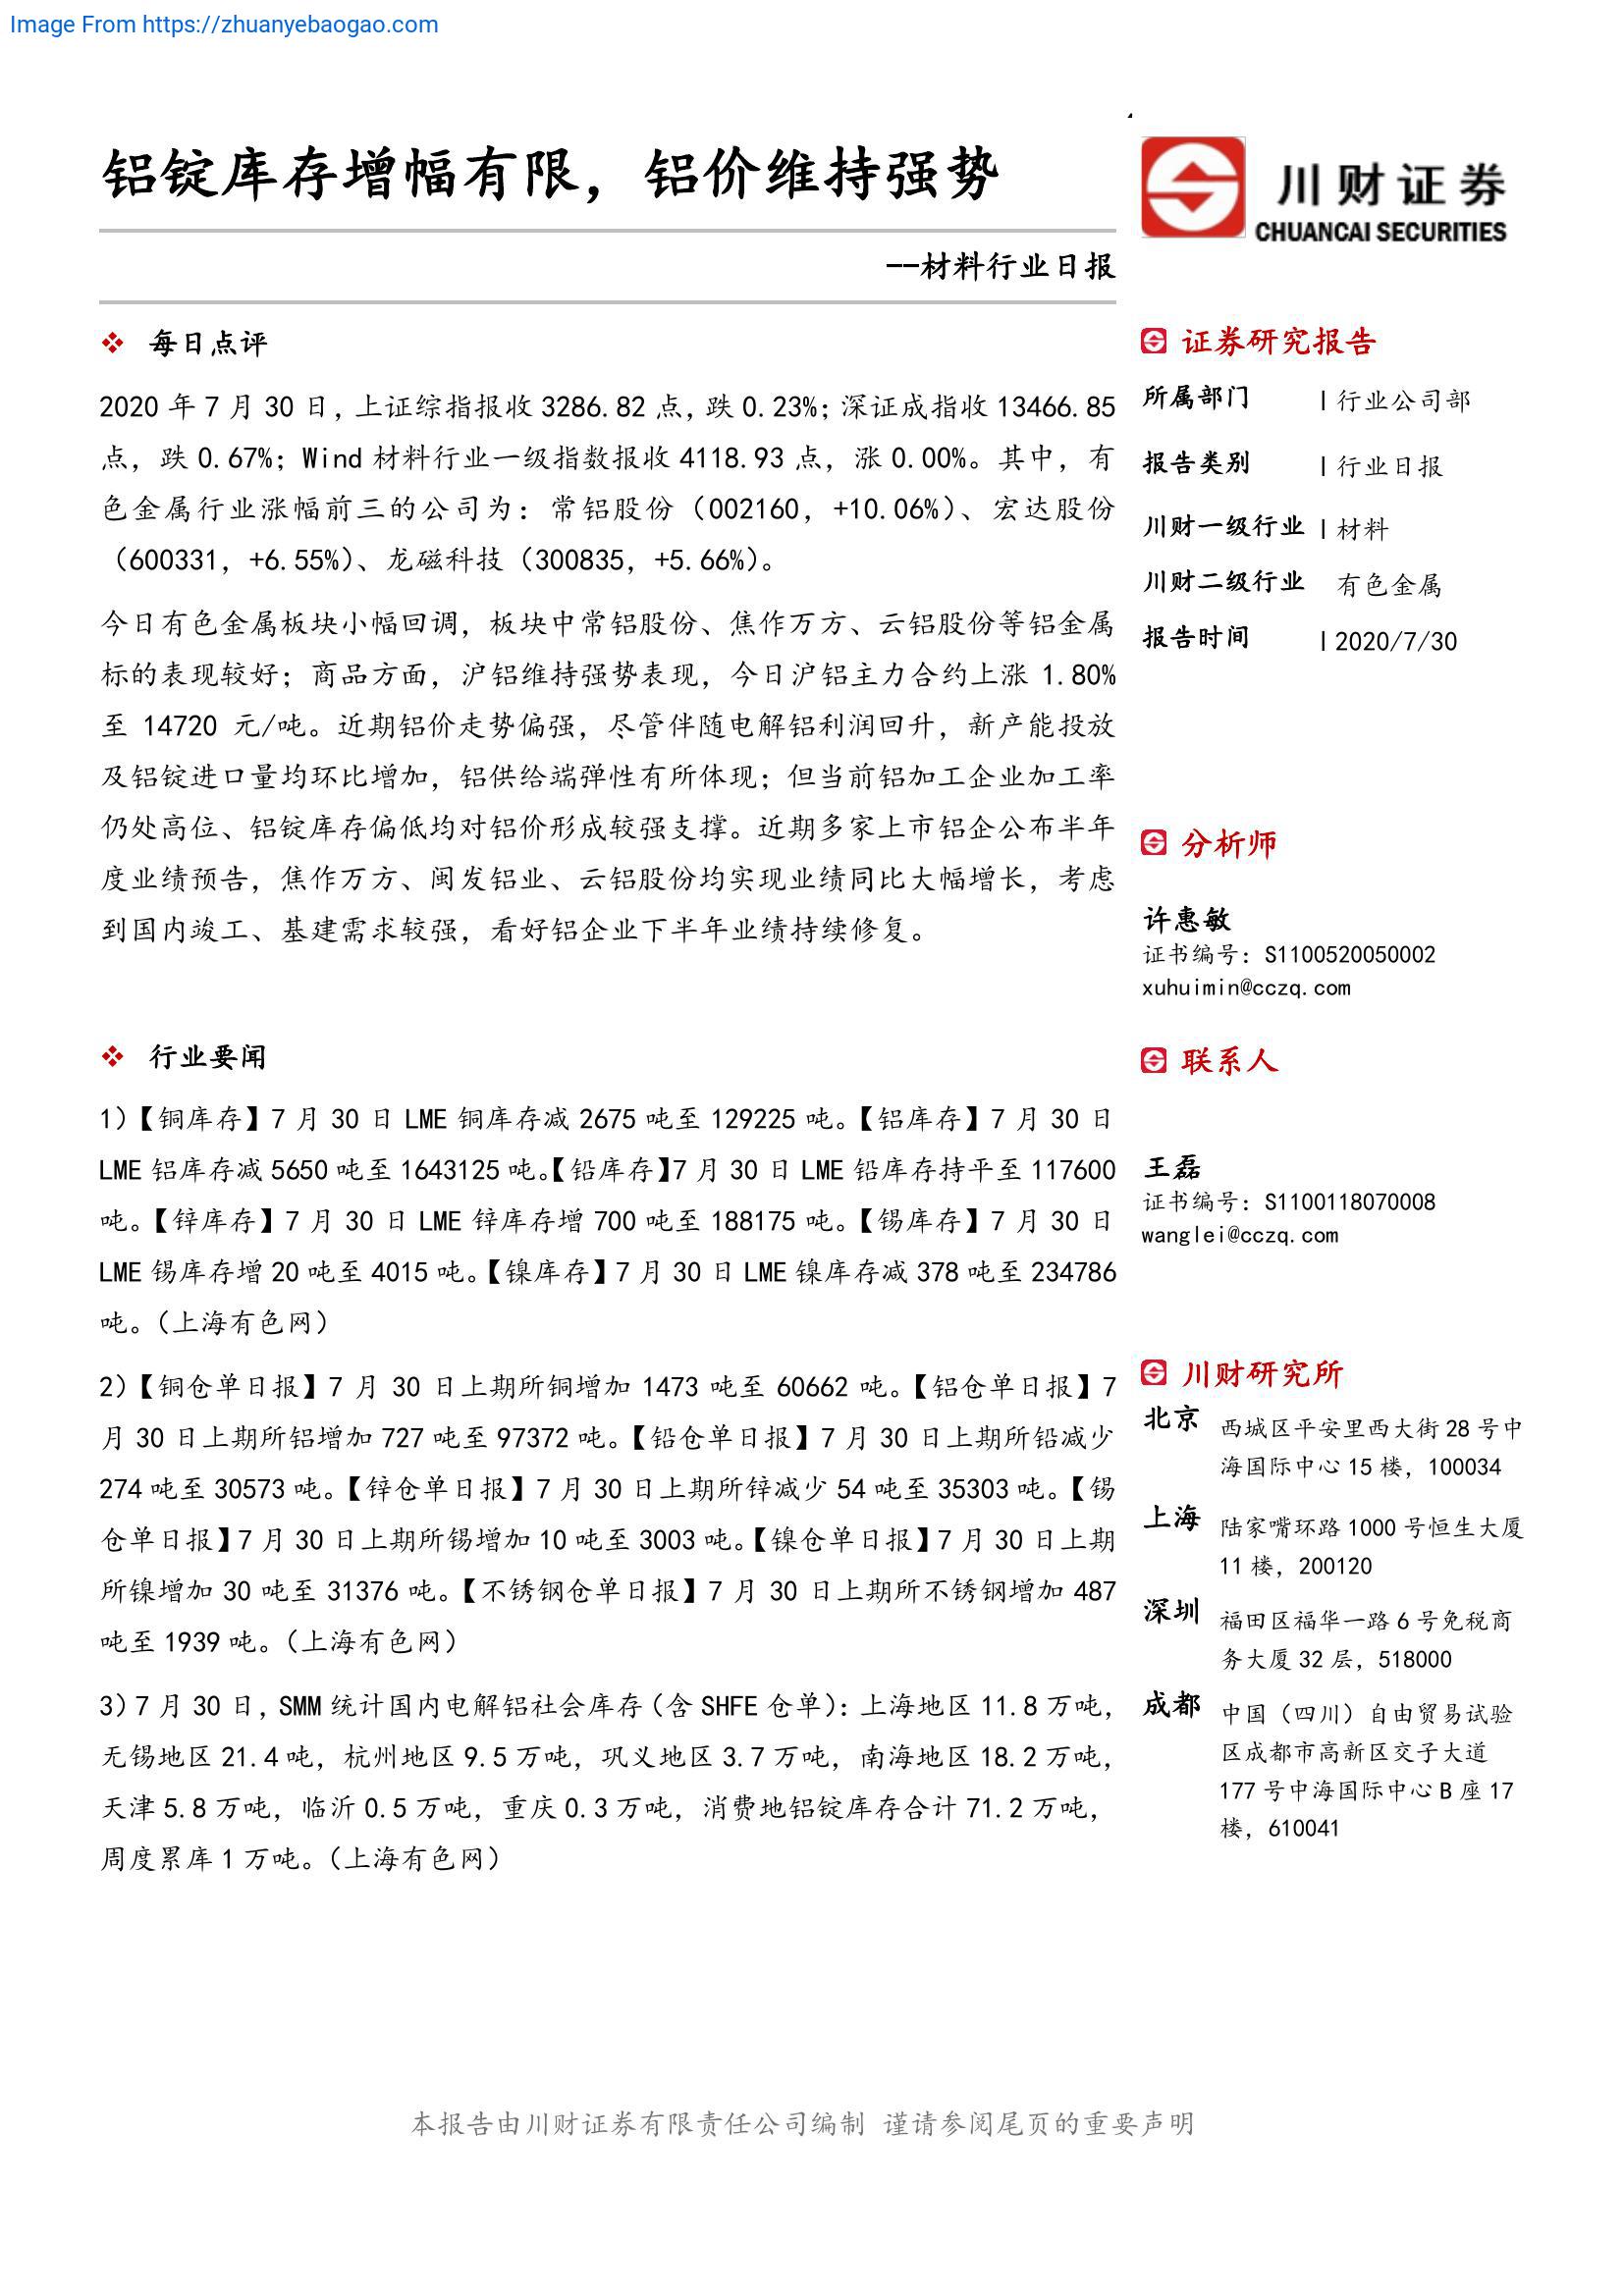 Image From https://zhuanyebaogao.com
铝锭库存增幅有限，铝价维持强势
川财证券
CHUANCAI SECURITIES
--材料行业日报
❖ 每日点评
2020 年 7 月 30 日，上证综指报收 3286.82 点，跌 0.23%；深证成指收 13466.85
点，跌 0.67%；Wind 材料行业一级指数报收 4118.93 点，涨 0.00%。其中，有
色金属行业涨幅前三的公司为：常铝股份（002160，+10.06%）、宏达股份
（600331，+6.55%）、龙磁科技（300835，+5.66%）。
今日有色金属板块小幅回调，板块中常铝股份、焦作万方、云铝股份等铝金属
标的表现较好；商品方面，沪铝维持强势表现，今日沪铝主力合约上涨 1.80%
至 14720 元/吨。近期铝价走势偏强，尽管伴随电解铝利润回升，新产能投放
及铝锭进口量均环比增加，铝供给端弹性有所体现；但当前铝加工企业加工率
仍处高位、铝锭库存偏低均对铝价形成较强支撑。近期多家上市铝企公布半年
度业绩预告，焦作万方、闽发铝业、云铝股份均实现业绩同比大幅增长，考虑
到国内竣工、基建需求较强，看好铝企业下半年业绩持续修复。
❖ 行业要闻
1）【铜库存】7 月 30 日 LME 铜库存减 2675 吨至 129225 吨。【铝库存】7 月 30 日
LME 铝库存减 5650 吨至 1643125 吨。【铅库存】7 月 30 日 LME 铅库存持平至 117600
吨。【锌库存】7 月 30 日 LME 锌库存增 700 吨至 188175 吨。【锡库存】7 月 30 日
LME 锡库存增 20 吨至 4015 吨。【镍库存】7 月 30 日 LME 镍库存减 378 吨至 234786
吨。（上海有色网）
2）【铜仓单日报】7 月 30 日上期所铜增加 1473 吨至 60662 吨。【铝仓单日报】7
月 30 日上期所铝增加 727 吨至 97372 吨。【铅仓单日报】7 月 30 日上期所铅减少
274 吨至 30573 吨。【锌仓单日报】7 月 30 日上期所锌减少 54 吨至 35303 吨。【锡
仓单日报】7 月 30 日上期所锡增加 10 吨至 3003 吨。【镍仓单日报】7 月 30 日上期
所镍增加 30 吨至 31376 吨。【不锈钢仓单日报】7 月 30 日上期所不锈钢增加 487
吨至 1939 吨。（上海有色网）
3）7 月 30 日，SMM 统计国内电解铝社会库存（含 SHFE 仓单）：上海地区 11.8 万吨，
无锡地区 21.4 吨，杭州地区 9.5 万吨，巩义地区 3.7 万吨，南海地区 18.2 万吨，
天津 5.8 万吨，临沂 0.5 万吨，重庆 0.3 万吨，消费地铝锭库存合计 71.2 万吨，
周度累库 1 万吨。（上海有色网）
证券研究报告
所属部门 | 行业公司部
报告类别 | 行业日报
川财一级行业 | 材料
川财二级行业 有色金属
报告时间 | 2020/7/30
分析师
许惠敏
证书编号：S1100520050002
xuhuimin@cczq.com
联系人
王磊
证书编号：S1100118070008
wanglei@cczq.com
川财研究所
北京 西城区平安里西大街 28 号中
海国际中心 15 楼，100034
上海 陆家嘴环路 1000 号恒生大厦
11 楼，200120
深圳 福田区福华一路 6 号免税商
务大厦 32 层，518000
成都 中国（四川）自由贸易试验
区成都市高新区交子大道
177 号中海国际中心 B 座 17
楼，610041
本报告由川财证券有限责任公司编制 谨请参阅尾页的重要声明